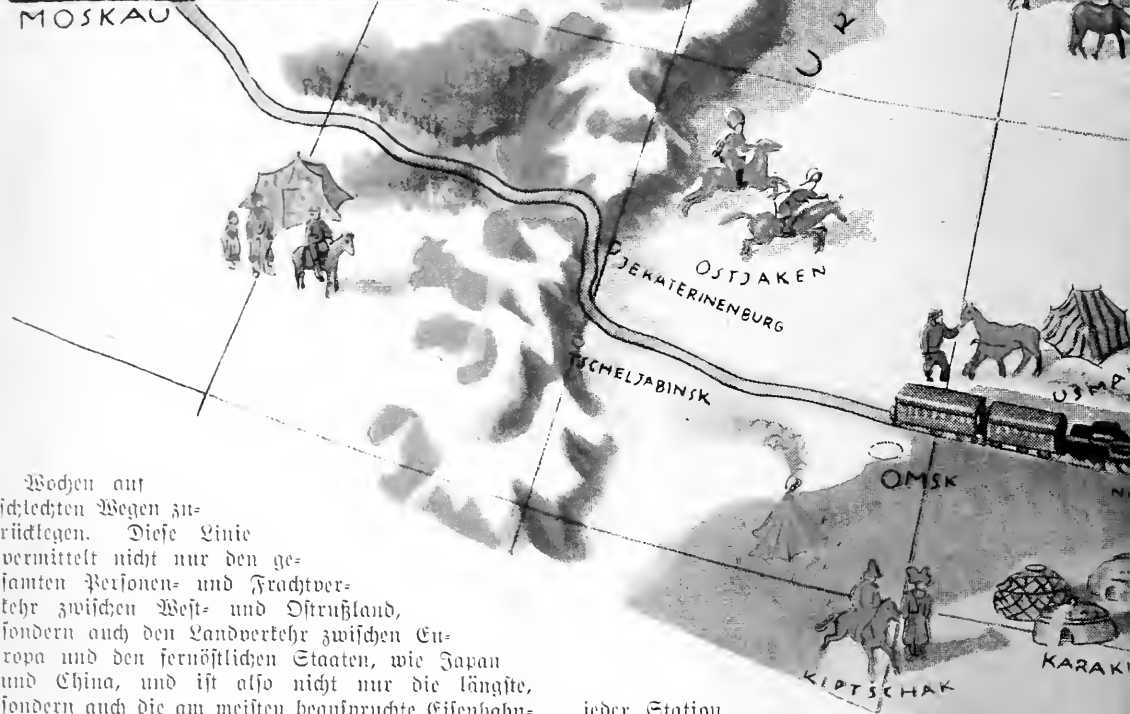 MOSKAU
U R
OSTJAKEN
DJEKATERINENBURG
TSCHELJABINSK
OMSK
KIPTSCHAK
Wochen auf
schlechten Wegen zu=
rücklegen. Diese Linie
vermittelt nicht nur den ge=
samten Personen= und Frachtver=
kehr zwischen West= und Ostrußland,
sondern auch den Landverkehr zwischen Eu=
ropa und den fernöstlichen Staaten, wie Japan
und China, und ist also nicht nur die längste,
sondern auch die am meisten beanspruchte Eisenbahn=
jeder Station